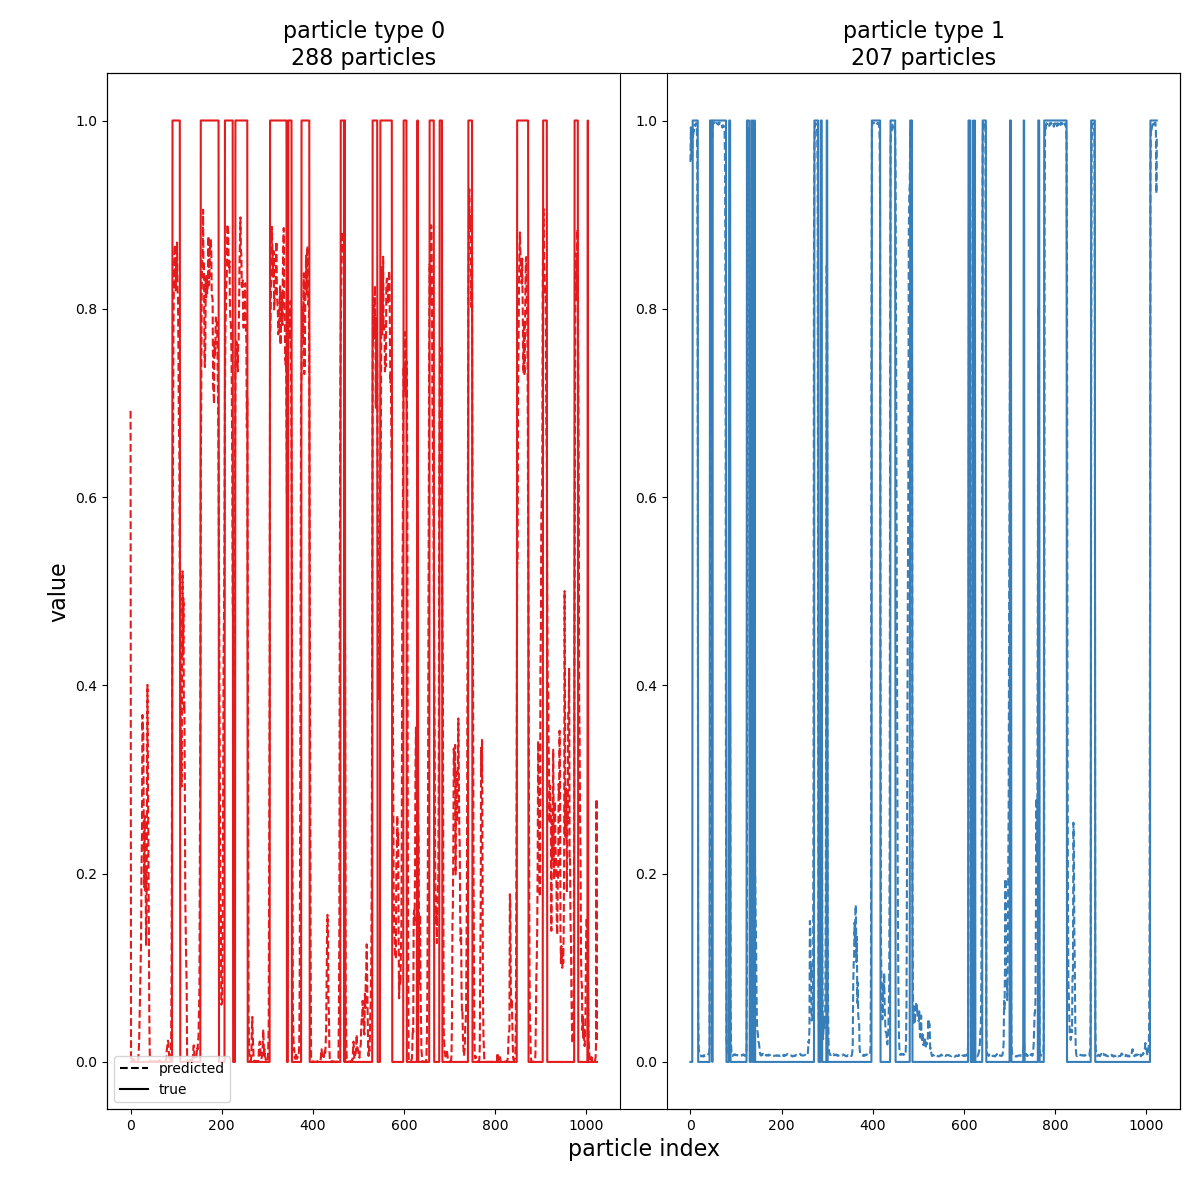 particle type 0
288 particles
particle type 1
207 particles
value
1.0
0.8
0.6
0.4
0.2
0.0
1.0
0.8
0.6
0.4
0.2
0.0
predicted
true
0 200 400 600 800 1000
0 200 400 600 800 1000
particle index